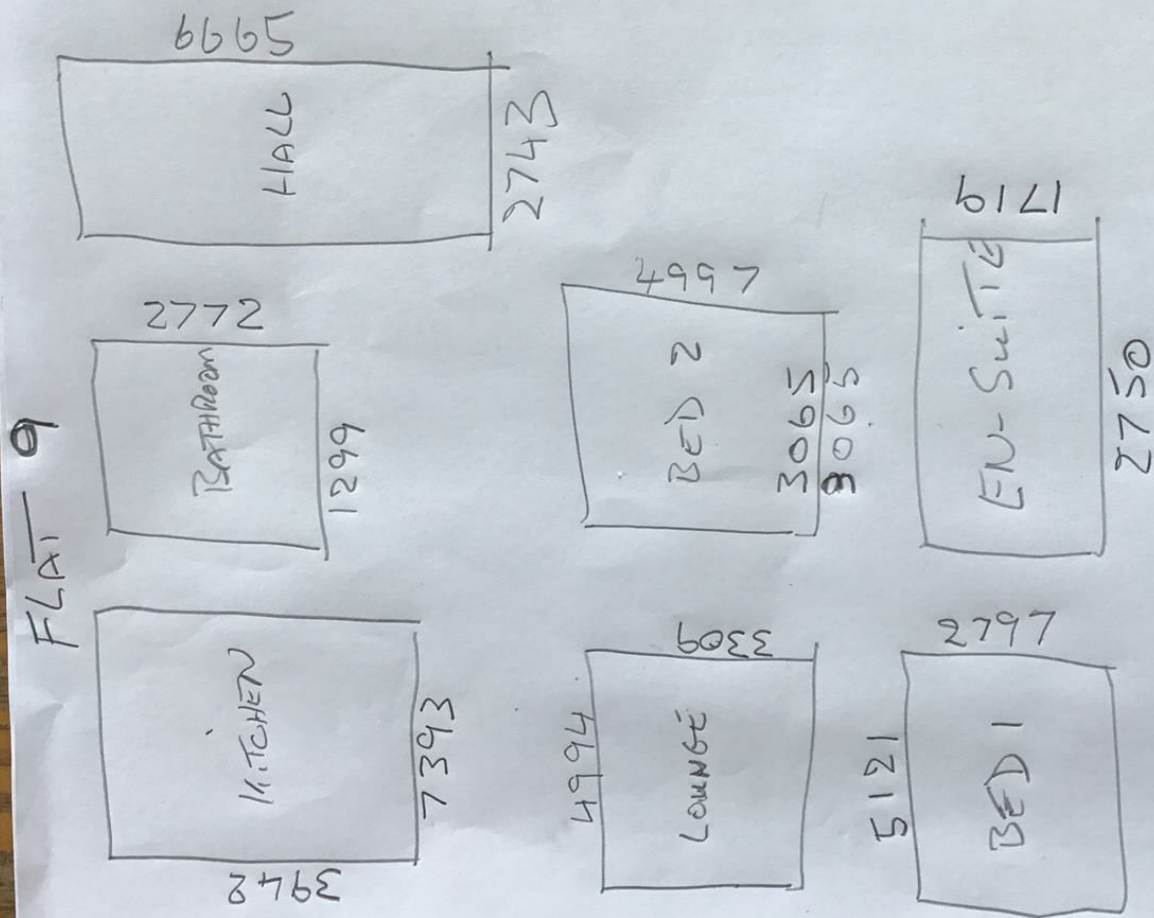 FLAT 9
3942
KITCHEN
7393
2772
BATHROOM
1299
6665
HALL
2743
4994
LOUNGE
3309
4997
BED 2
3065
3065
5121
BED 1
2797
EN-SUITE
1719
2750